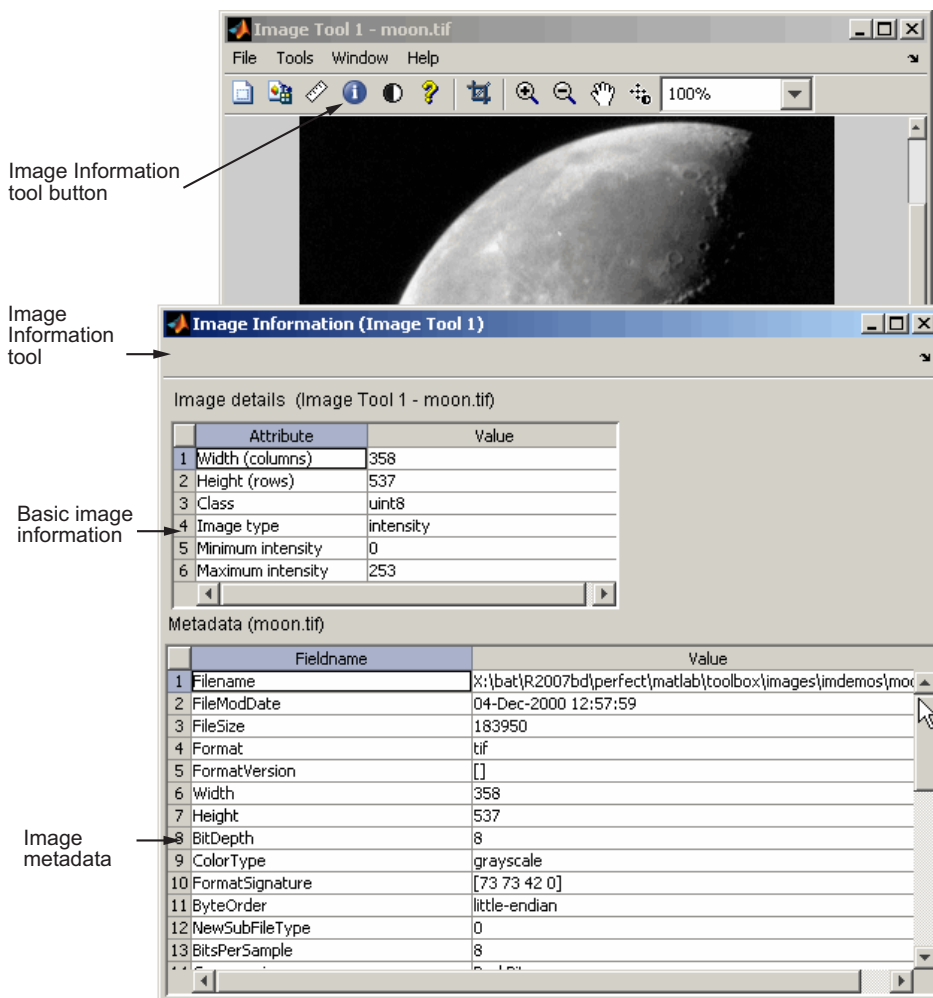 Image Tool 1 - moon.tif
File Tools Window Help
100%
Image Information
tool button
Image
Information
tool
Image Information (Image Tool 1)
Image details (Image Tool 1 - moon.tif)
Attribute Value
1 Width (columns) 358
2 Height (rows) 537
3 Class uint8
4 Image type intensity
5 Minimum intensity 0
6 Maximum intensity 253
Basic image
information
Metadata (moon.tif)
Fieldname Value
1 Filename X:\bat\R2007bd\perfect\matlab\toolbox\images\imdemos\moo
2 FileModDate 04-Dec-2000 12:57:59
3 FileSize 183950
4 Format tif
5 FormatVersion []
6 Width 358
7 Height 537
8 BitDepth 8
9 ColorType grayscale
10 FormatSignature [73 73 42 0]
11 ByteOrder little-endian
12 NewSubFileType 0
13 BitsPerSample 8
Image
metadata